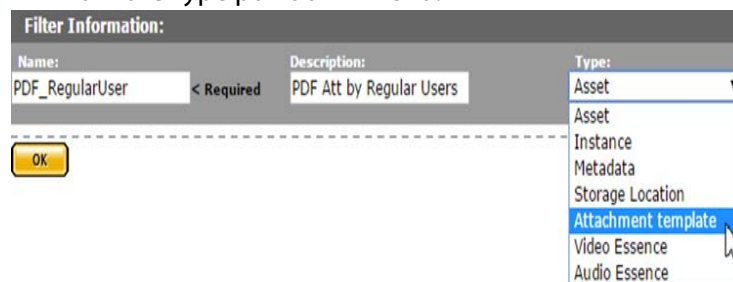 Filter Information:
Name: Description: Type:
PDF_RegularUser < Required PDF Att by Regular Users Asset
Asset
Instance
OK
Metadata
Storage Location
Attachment template
Video Essence
Audio Essence